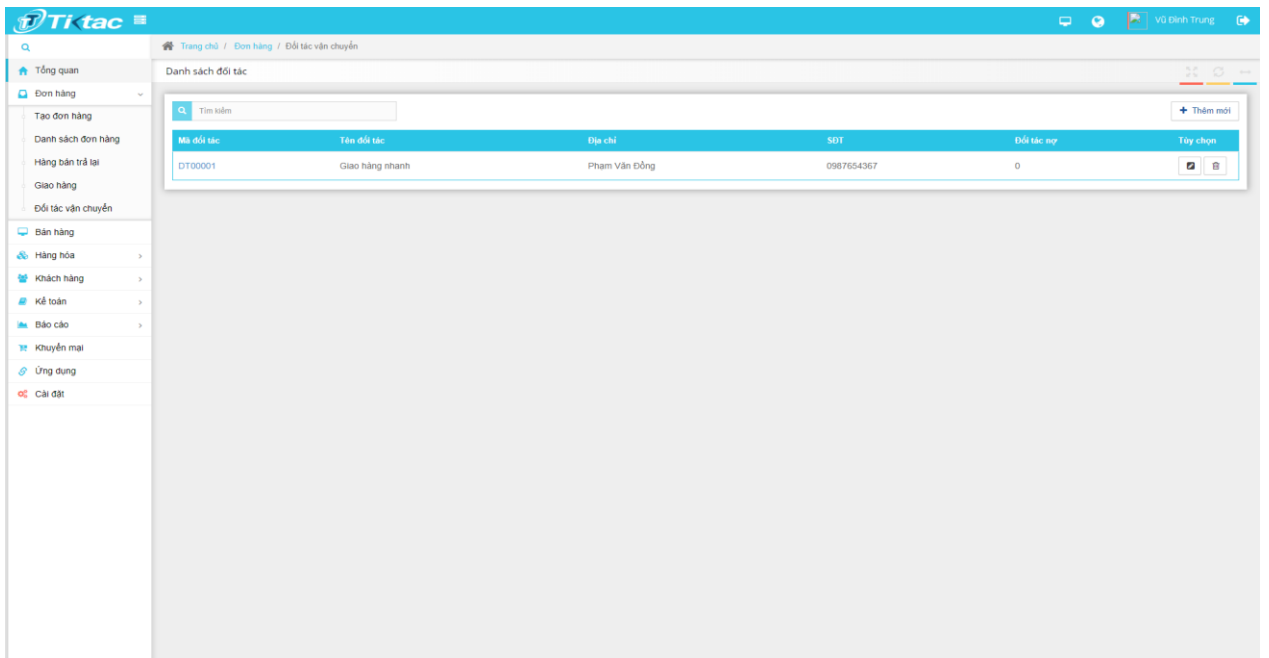 Tiktac
Vũ Đình Trung
Trang chủ / Đơn hàng / Đối tác vận chuyển
Tổng quan
Danh sách đối tác
Đơn hàng
Tạo đơn hàng
Tìm kiếm
Thêm mới
Danh sách đơn hàng
Mã đối tác Tên đối tác Địa chỉ SĐT Đối tác nợ Tùy chọn
Hàng bán trả lại
DT00001 Giao hàng nhanh Phạm Văn Đồng 0987654367 0
Giao hàng
Đối tác vận chuyển
Bán hàng
Hàng hóa
Khách hàng
Kế toán
Báo cáo
Khuyến mại
Ứng dụng
Cài đặt